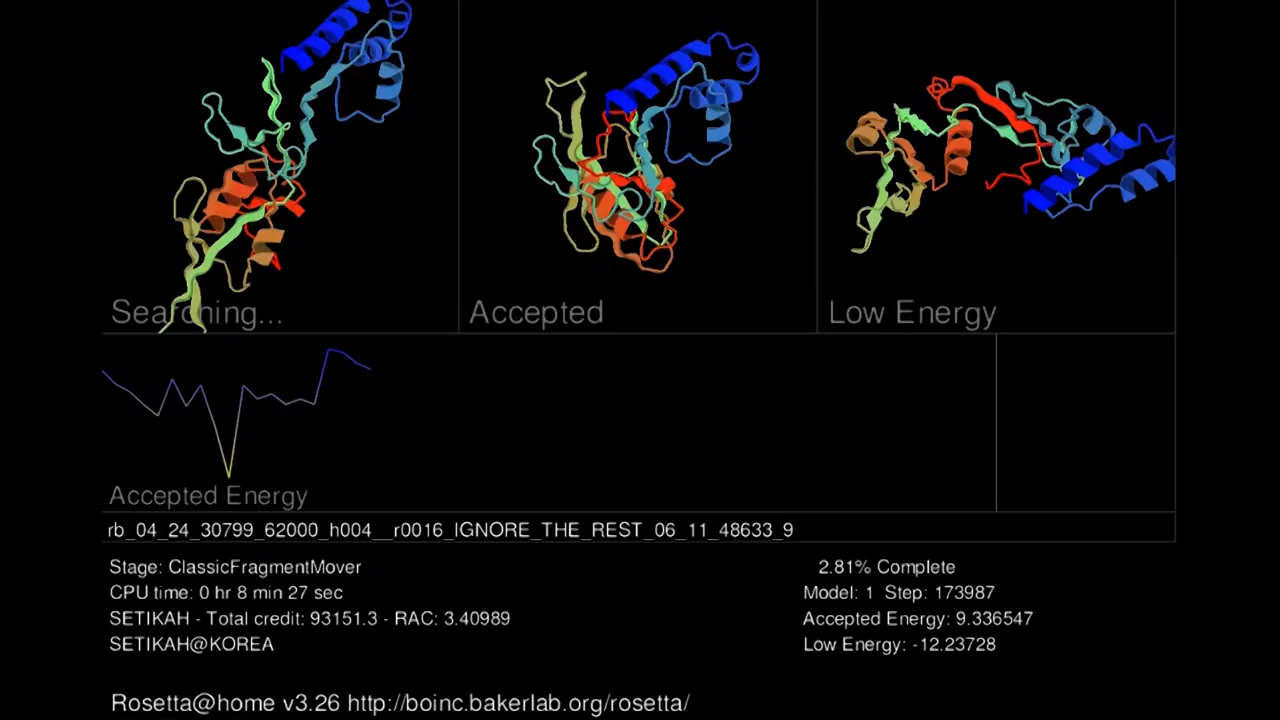 Searching...
Accepted
Low Energy
Accepted Energy
rb_04_24_30799_62000_h004__r0016_IGNORE_THE_REST_06_11_48633_9
Stage: ClassicFragmentMover
2.81% Complete
CPU time: 0 hr 8 min 27 sec
Model: 1 Step: 173987
SETIKAH - Total credit: 93151.3 - RAC: 3.40989
Accepted Energy: 9.336547
SETIKAH@KOREA
Low Energy: -12.23728
Rosetta@home v3.26 http://boinc.bakerlab.org/rosetta/